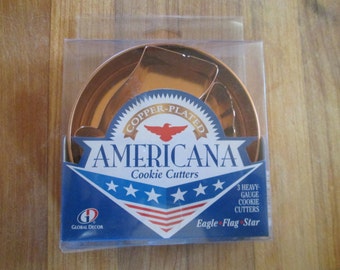 COPPER-PLATED
AMERICANA
Cookie Cutters
3 HEAVY-
GAUGE
COOKIE
CUTTERS
GLOBAL DECOR
Eagle•Flag•Star